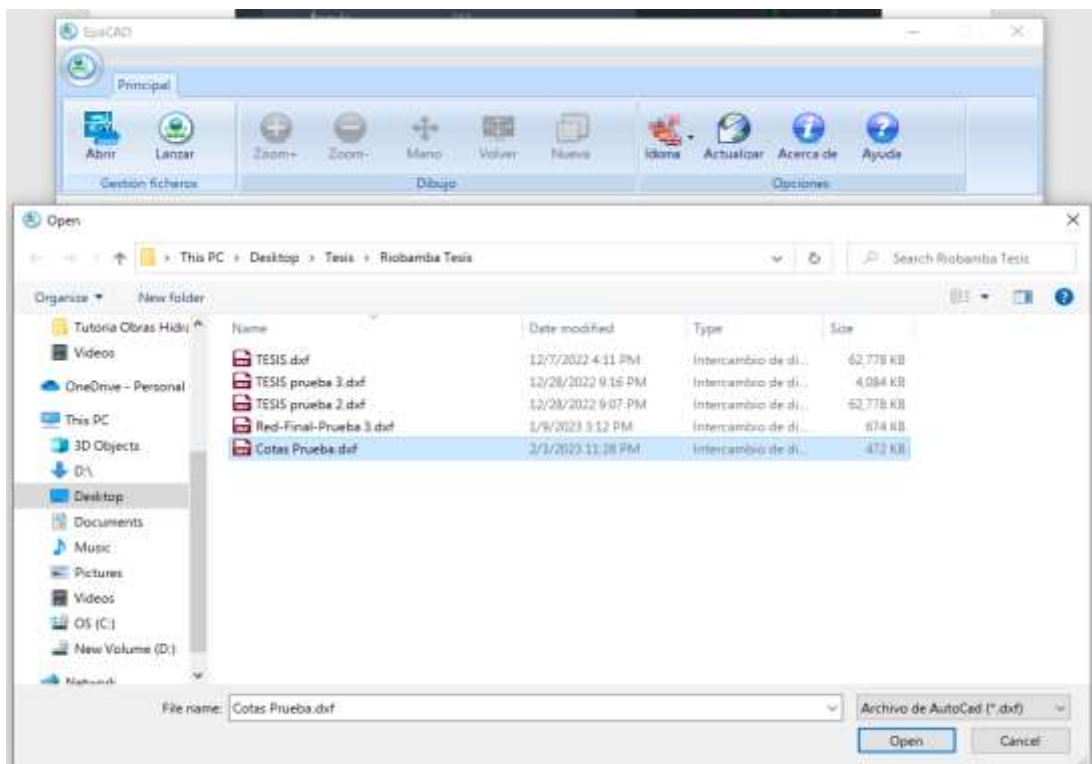 EpaCAD
Principal
Abrir Lanzar Zoom+ Zoom- Mano Volver Nueva Idioma Actualizar Acerca de Ayuda
Gestión ficheros Dibujo Opciones
Open
This PC > Desktop > Tesis > Riobamba Tesis Search Riobamba Tesis
Organize New folder
Name Date modified Type Size
Tutoria Obras Hidr
Videos
OneDrive - Personal
This PC
3D Objects
D:\
Desktop
Documents
Music
Pictures
Videos
OS (C:)
New Volume (D:)
Network
TESIS.dxf 12/7/2022 4:11 PM Intercambio de di... 62,778 KB
TESIS prueba 3.dxf 12/28/2022 9:16 PM Intercambio de di... 4,084 KB
TESIS prueba 2.dxf 12/28/2022 9:07 PM Intercambio de di... 62,778 KB
Red-Final-Prueba 3.dxf 1/9/2023 3:12 PM Intercambio de di... 674 KB
Cotas Prueba.dxf 2/3/2023 11:28 PM Intercambio de di... 472 KB
File name: Cotas Prueba.dxf Archivo de AutoCad (*.dxf)
Open Cancel